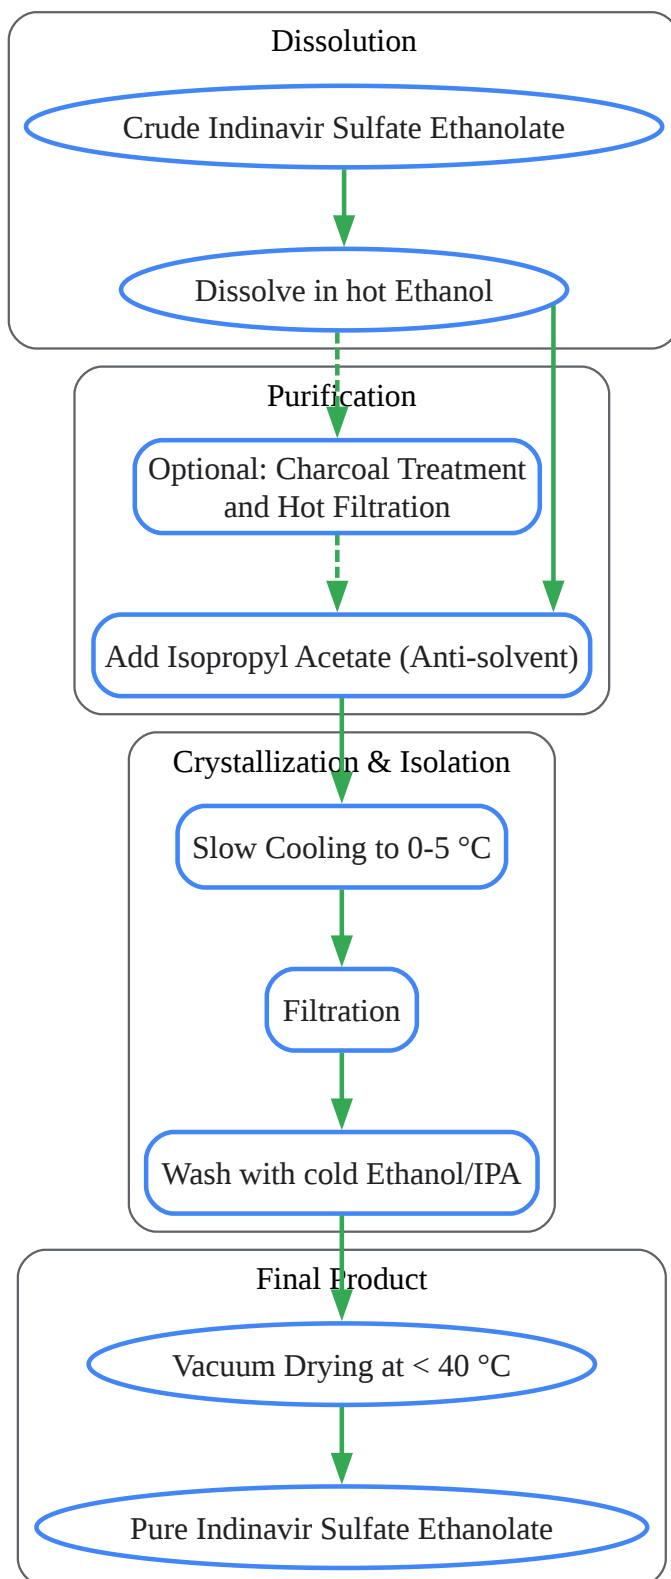 Dissolution
Crude Indinavir Sulfate Ethanolate
Dissolve in hot Ethanol
Purification
Optional: Charcoal Treatment
and Hot Filtration
Add Isopropyl Acetate (Anti-solvent)
Crystallization & Isolation
Slow Cooling to 0-5 °C
Filtration
Wash with cold Ethanol/IPA
Final Product
Vacuum Drying at < 40 °C
Pure Indinavir Sulfate Ethanolate